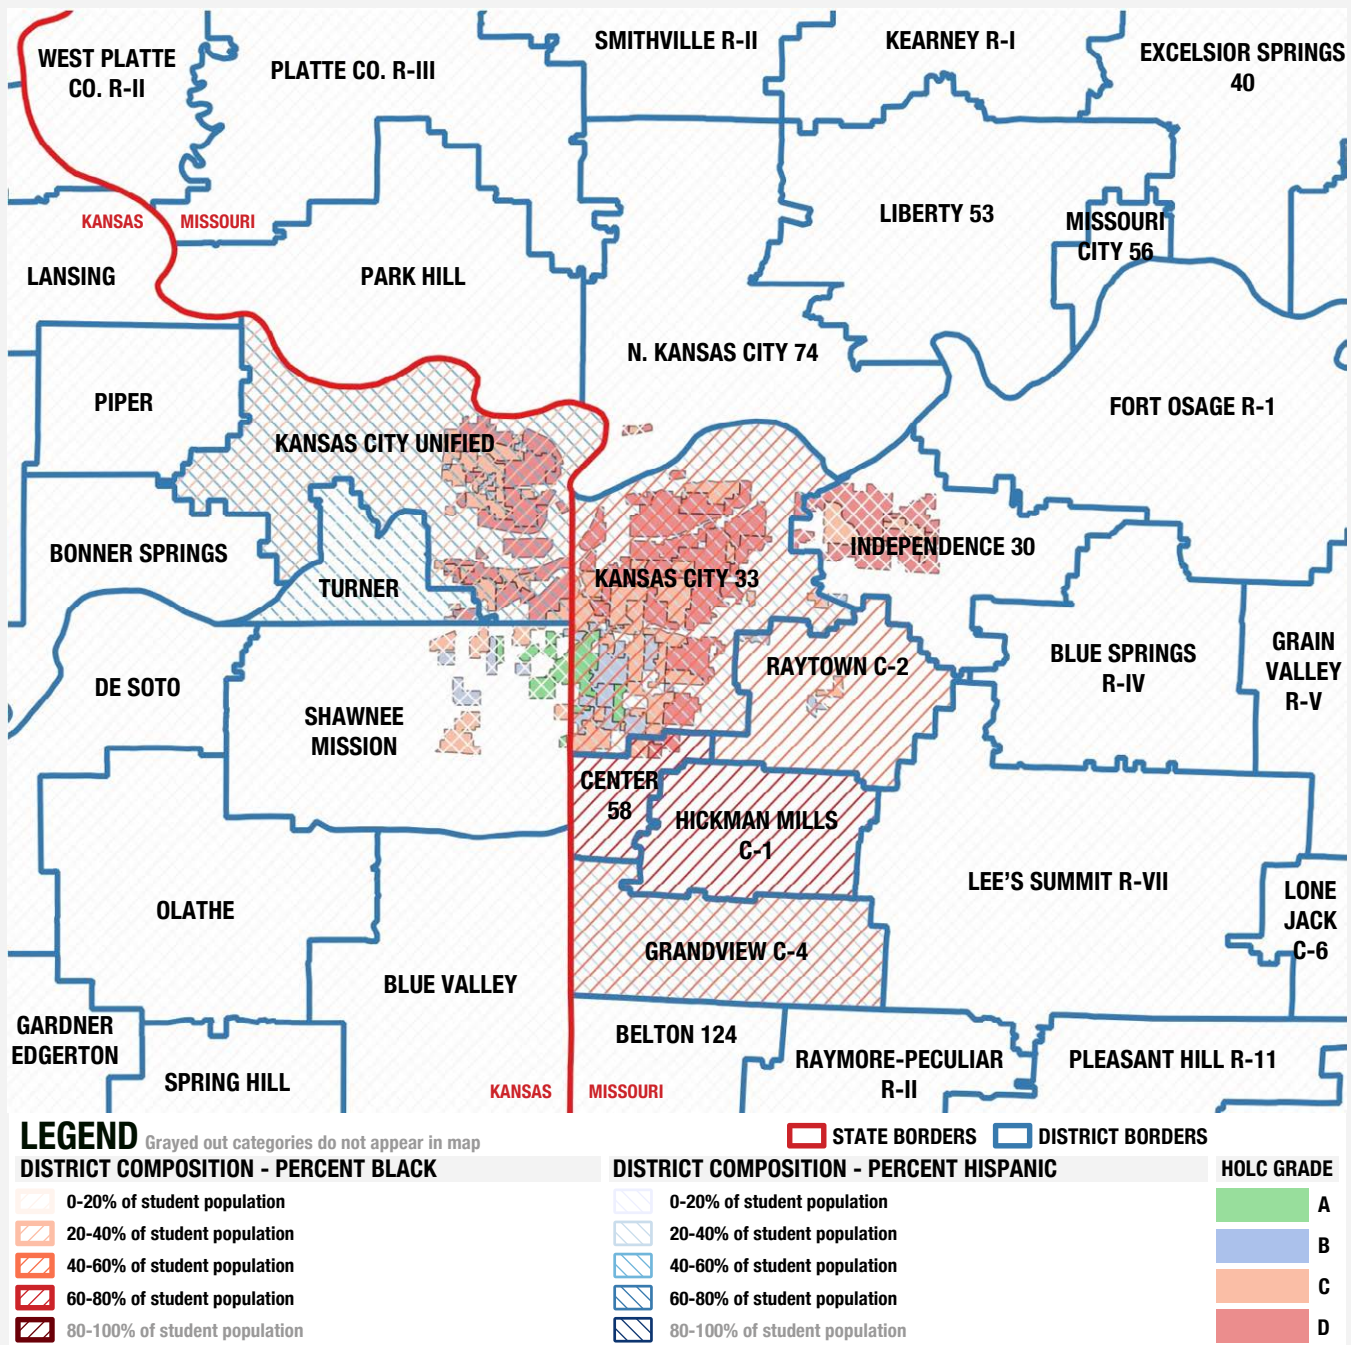 WEST PLATTE
CO. R-II
PLATTE CO. R-III
SMITHVILLE R-II
KEARNEY R-I
EXCELSIOR SPRINGS
40
KANSAS
MISSOURI
LIBERTY 53
MISSOURI
CITY 56
LANSING
PARK HILL
N. KANSAS CITY 74
PIPER
FORT OSAGE R-1
KANSAS CITY UNIFIED
BONNER SPRINGS
TURNER
KANSAS CITY 33
INDEPENDENCE 30
DE SOTO
SHAWNEE
MISSION
RAYTOWN C-2
BLUE SPRINGS
R-IV
GRAIN
VALLEY
R-V
CENTER
58
HICKMAN MILLS
C-1
OLATHE
LEE'S SUMMIT R-VII
LONE
JACK
C-6
BLUE VALLEY
GRANDVIEW C-4
GARDNER
EDGERTON
SPRING HILL
BELTON 124
RAYMORE-PECULIAR
R-II
PLEASANT HILL R-11
KANSAS
MISSOURI
LEGEND Grayed out categories do not appear in map
STATE BORDERS
DISTRICT BORDERS
DISTRICT COMPOSITION - PERCENT BLACK
0-20% of student population
20-40% of student population
40-60% of student population
60-80% of student population
80-100% of student population
DISTRICT COMPOSITION - PERCENT HISPANIC
0-20% of student population
20-40% of student population
40-60% of student population
60-80% of student population
80-100% of student population
HOLC GRADE
A
B
C
D